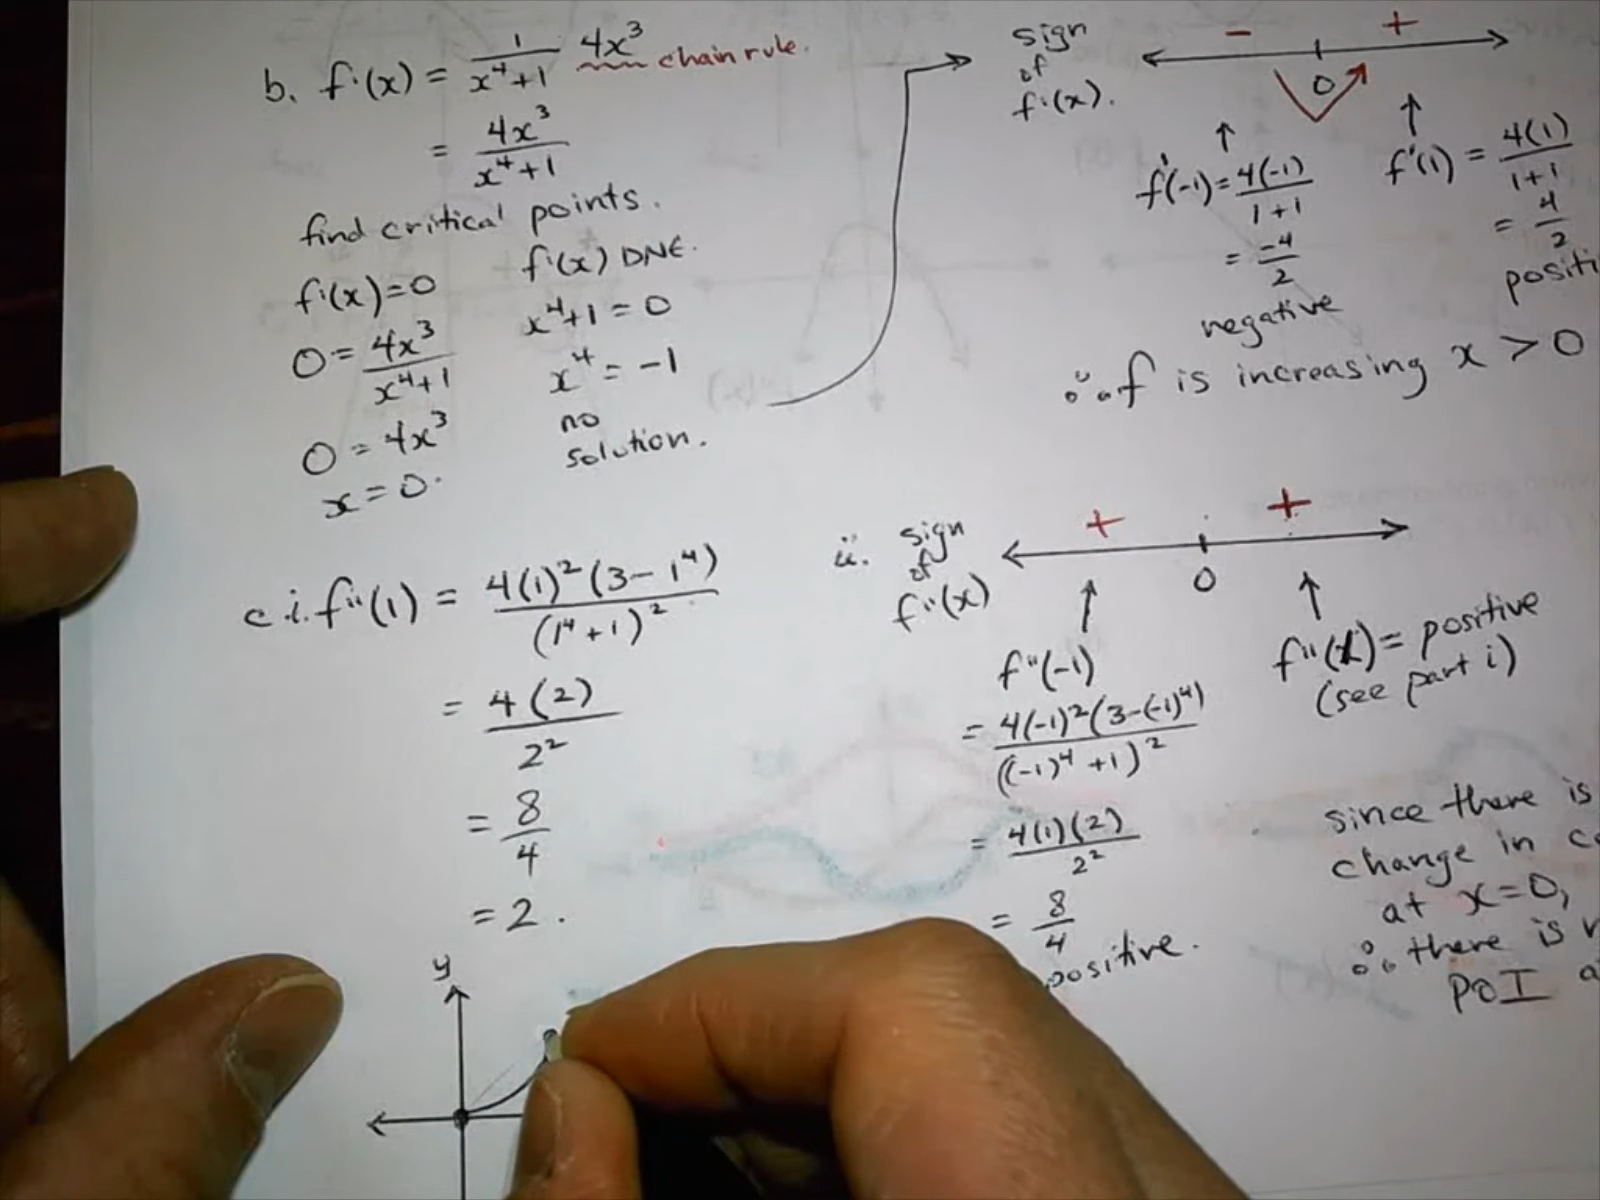 b. f'(x) = 1/(x⁴+1) 4x³ chain rule.
= 4x³/(x⁴+1)
find critical points.
f'(x)=0 f'(x) DNE.
0 = 4x³/(x⁴+1) x⁴+1=0
0 = 4x³ x⁴ = -1
x = 0. no
solution.
sign
of
f'(x).
- +
0
f'(-1) = 4(-1)/(1+1) f'(1) = 4(1)/(1+1)
= -4/2 = 4/2
negative
∴ f is increasing x > 0
c. i. f''(1) = 4(1)²(3-1⁴)/(1⁴+1)²
= 4(2)/2²
= 8/4
= 2.
y
ii. sign
of
f''(x)
+ +
0
f''(-1) f''(1) = positive
(see part i)
= 4(-1)²(3-(-1)⁴)/((-1)⁴+1)²
= 4(1)(2)/2²
= 8/4
positive.
since there is
change in
at x=0,
∴ there is
POI